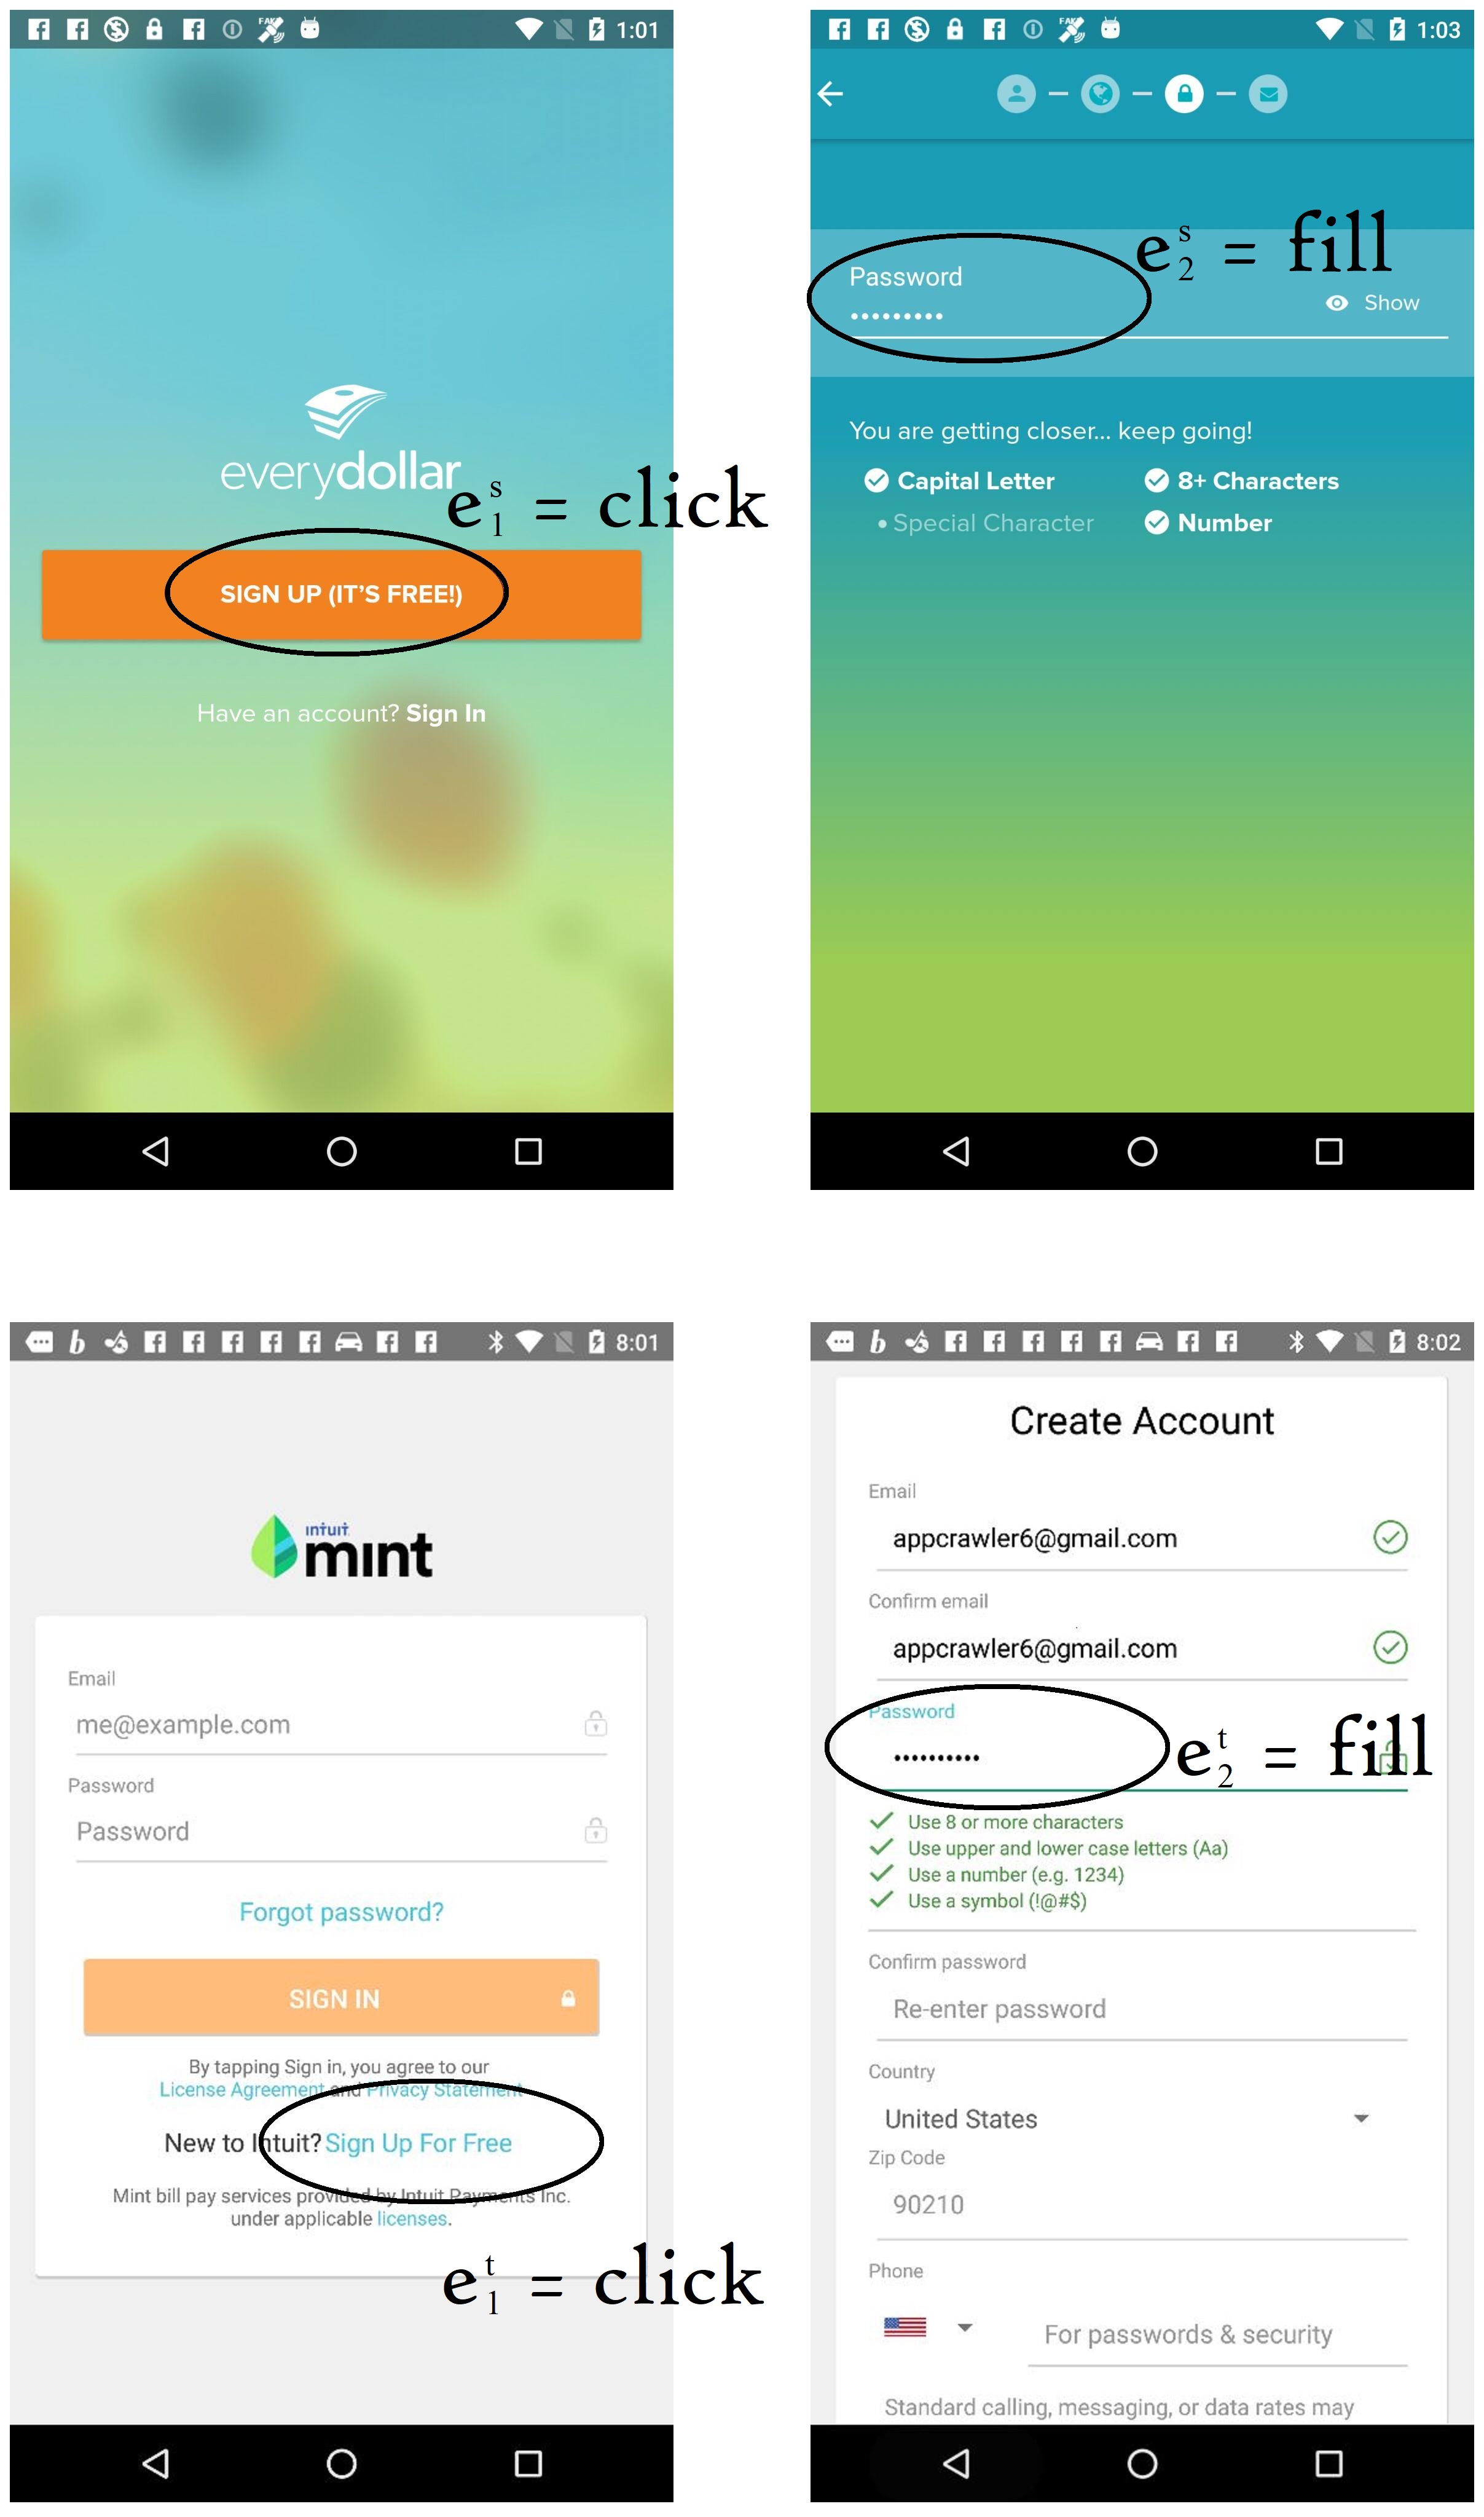 FAKE
1:01
everydollar
e₁ˢ = click
SIGN UP (IT'S FREE!)
Have an account? Sign In
FAKE
1:03
e₂ˢ = fill
Password
•••••••••
Show
You are getting closer... keep going!
Capital Letter
8+ Characters
• Special Character
Number
8:01
intuit
mint
Email
me@example.com
Password
Password
Forgot password?
SIGN IN
By tapping Sign in, you agree to our
License Agreement and Privacy Statement
New to Intuit? Sign Up For Free
Mint bill pay services provided by Intuit Payments Inc.
under applicable licenses.
e₁ᵗ = click
8:02
Create Account
Email
appcrawler6@gmail.com
Confirm email
appcrawler6@gmail.com
Password
••••••••••
e₂ᵗ = fill
Use 8 or more characters
Use upper and lower case letters (Aa)
Use a number (e.g. 1234)
Use a symbol (!@#$)
Confirm password
Re-enter password
Country
United States
Zip Code
90210
Phone
For passwords & security
Standard calling, messaging, or data rates may